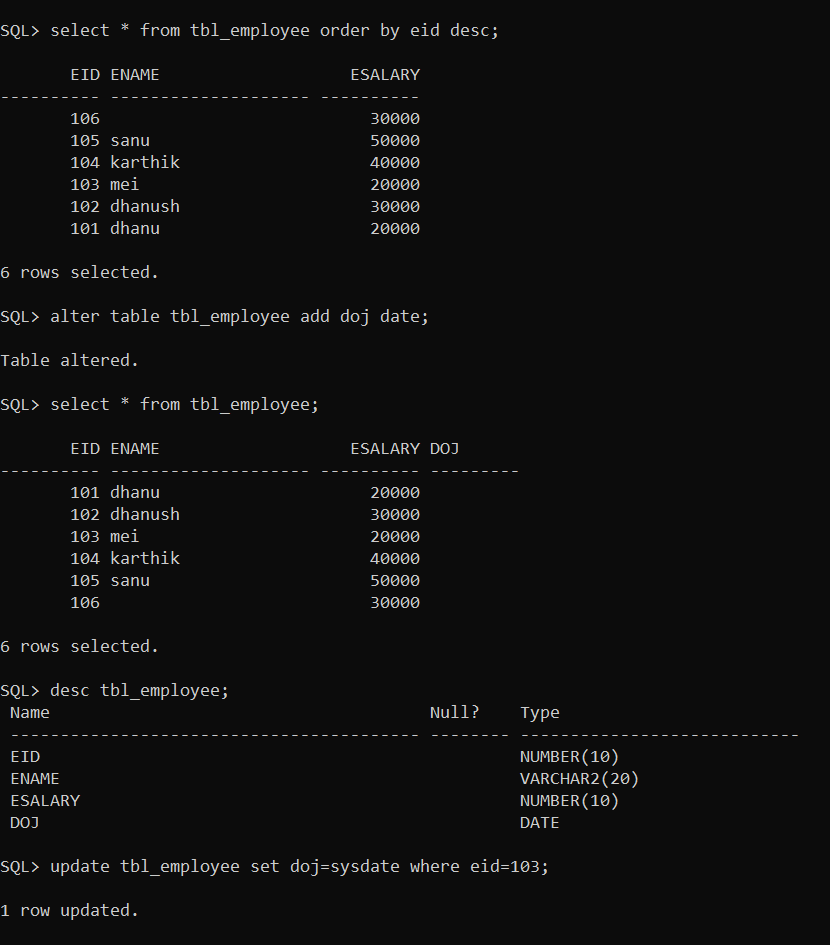 SQL> select * from tbl_employee order by eid desc;
       EID ENAME                   ESALARY
---------- -------------------- ----------
       106                           30000
       105 sanu                      50000
       104 karthik                   40000
       103 mei                       20000
       102 dhanush                   30000
       101 dhanu                     20000
6 rows selected.
SQL> alter table tbl_employee add doj date;
Table altered.
SQL> select * from tbl_employee;
       EID ENAME                   ESALARY DOJ
---------- -------------------- ---------- ---------
       101 dhanu                     20000
       102 dhanush                   30000
       103 mei                       20000
       104 karthik                   40000
       105 sanu                      50000
       106                           30000
6 rows selected.
SQL> desc tbl_employee;
 Name                                      Null?    Type
 ----------------------------------------- -------- ----------------------------
 EID                                                NUMBER(10)
 ENAME                                              VARCHAR2(20)
 ESALARY                                            NUMBER(10)
 DOJ                                                DATE
SQL> update tbl_employee set doj=sysdate where eid=103;
1 row updated.